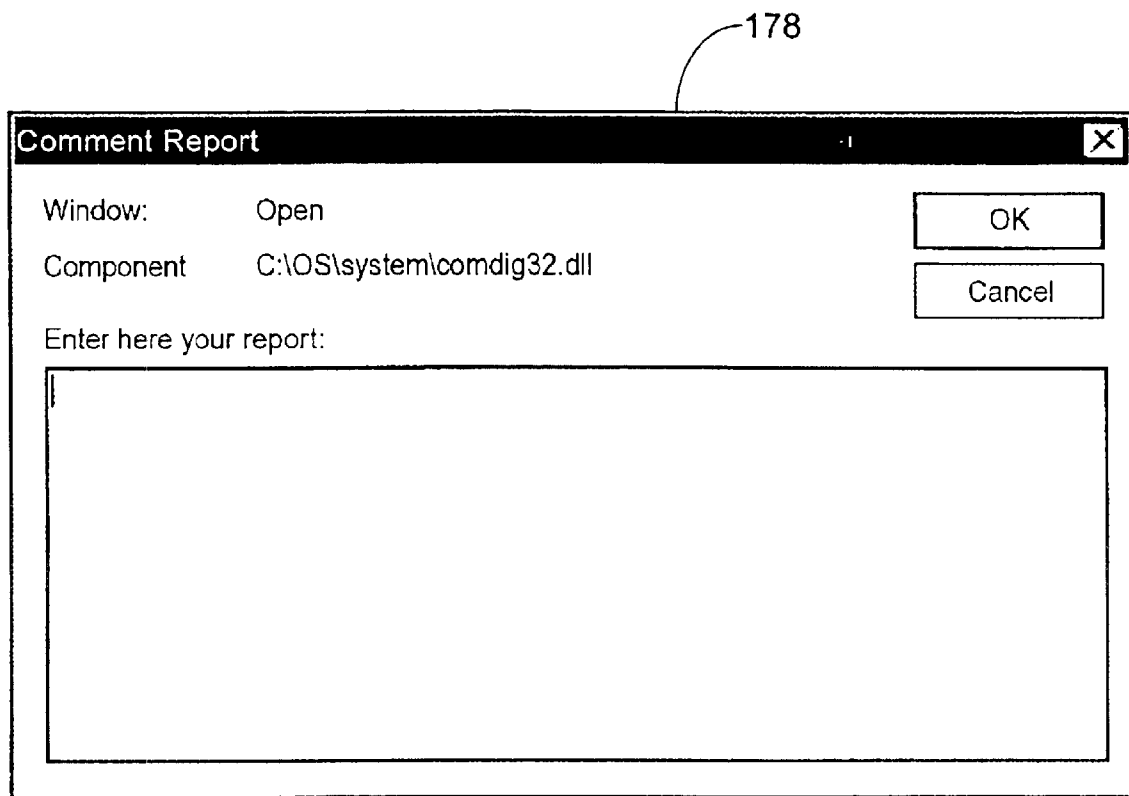 178
Comment Report
Window: Open
OK
Component C:\OS\system\comdig32.dll
Cancel
Enter here your report: